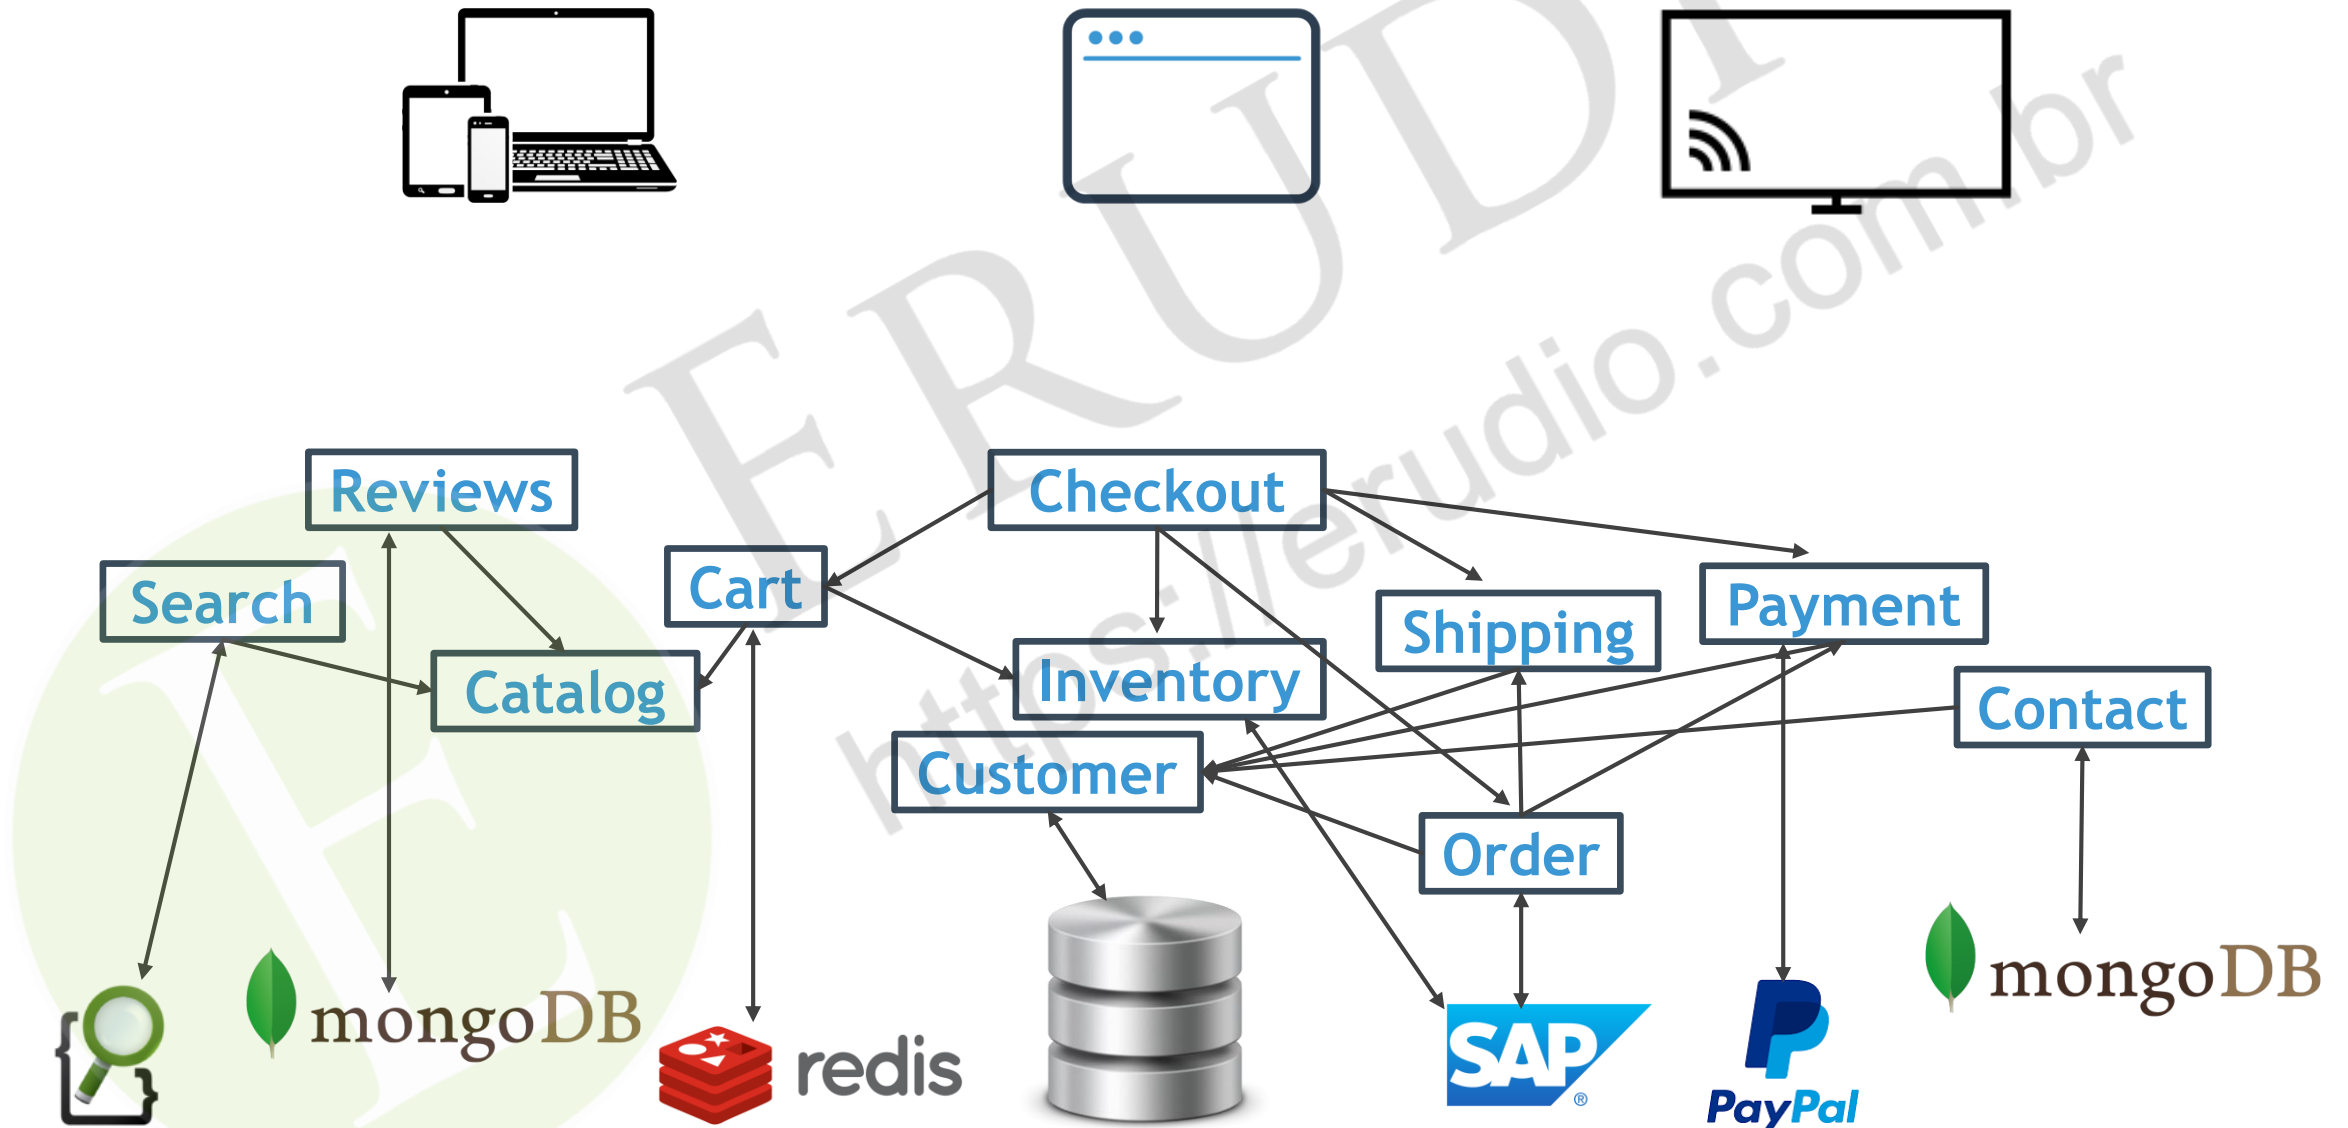 ERUDI
https://erudio.com.br
Reviews
Checkout
Search
Cart
Payment
Shipping
Catalog
Inventory
Contact
Customer
Order
mongoDB
mongoDB
redis
SAP
®
PayPal